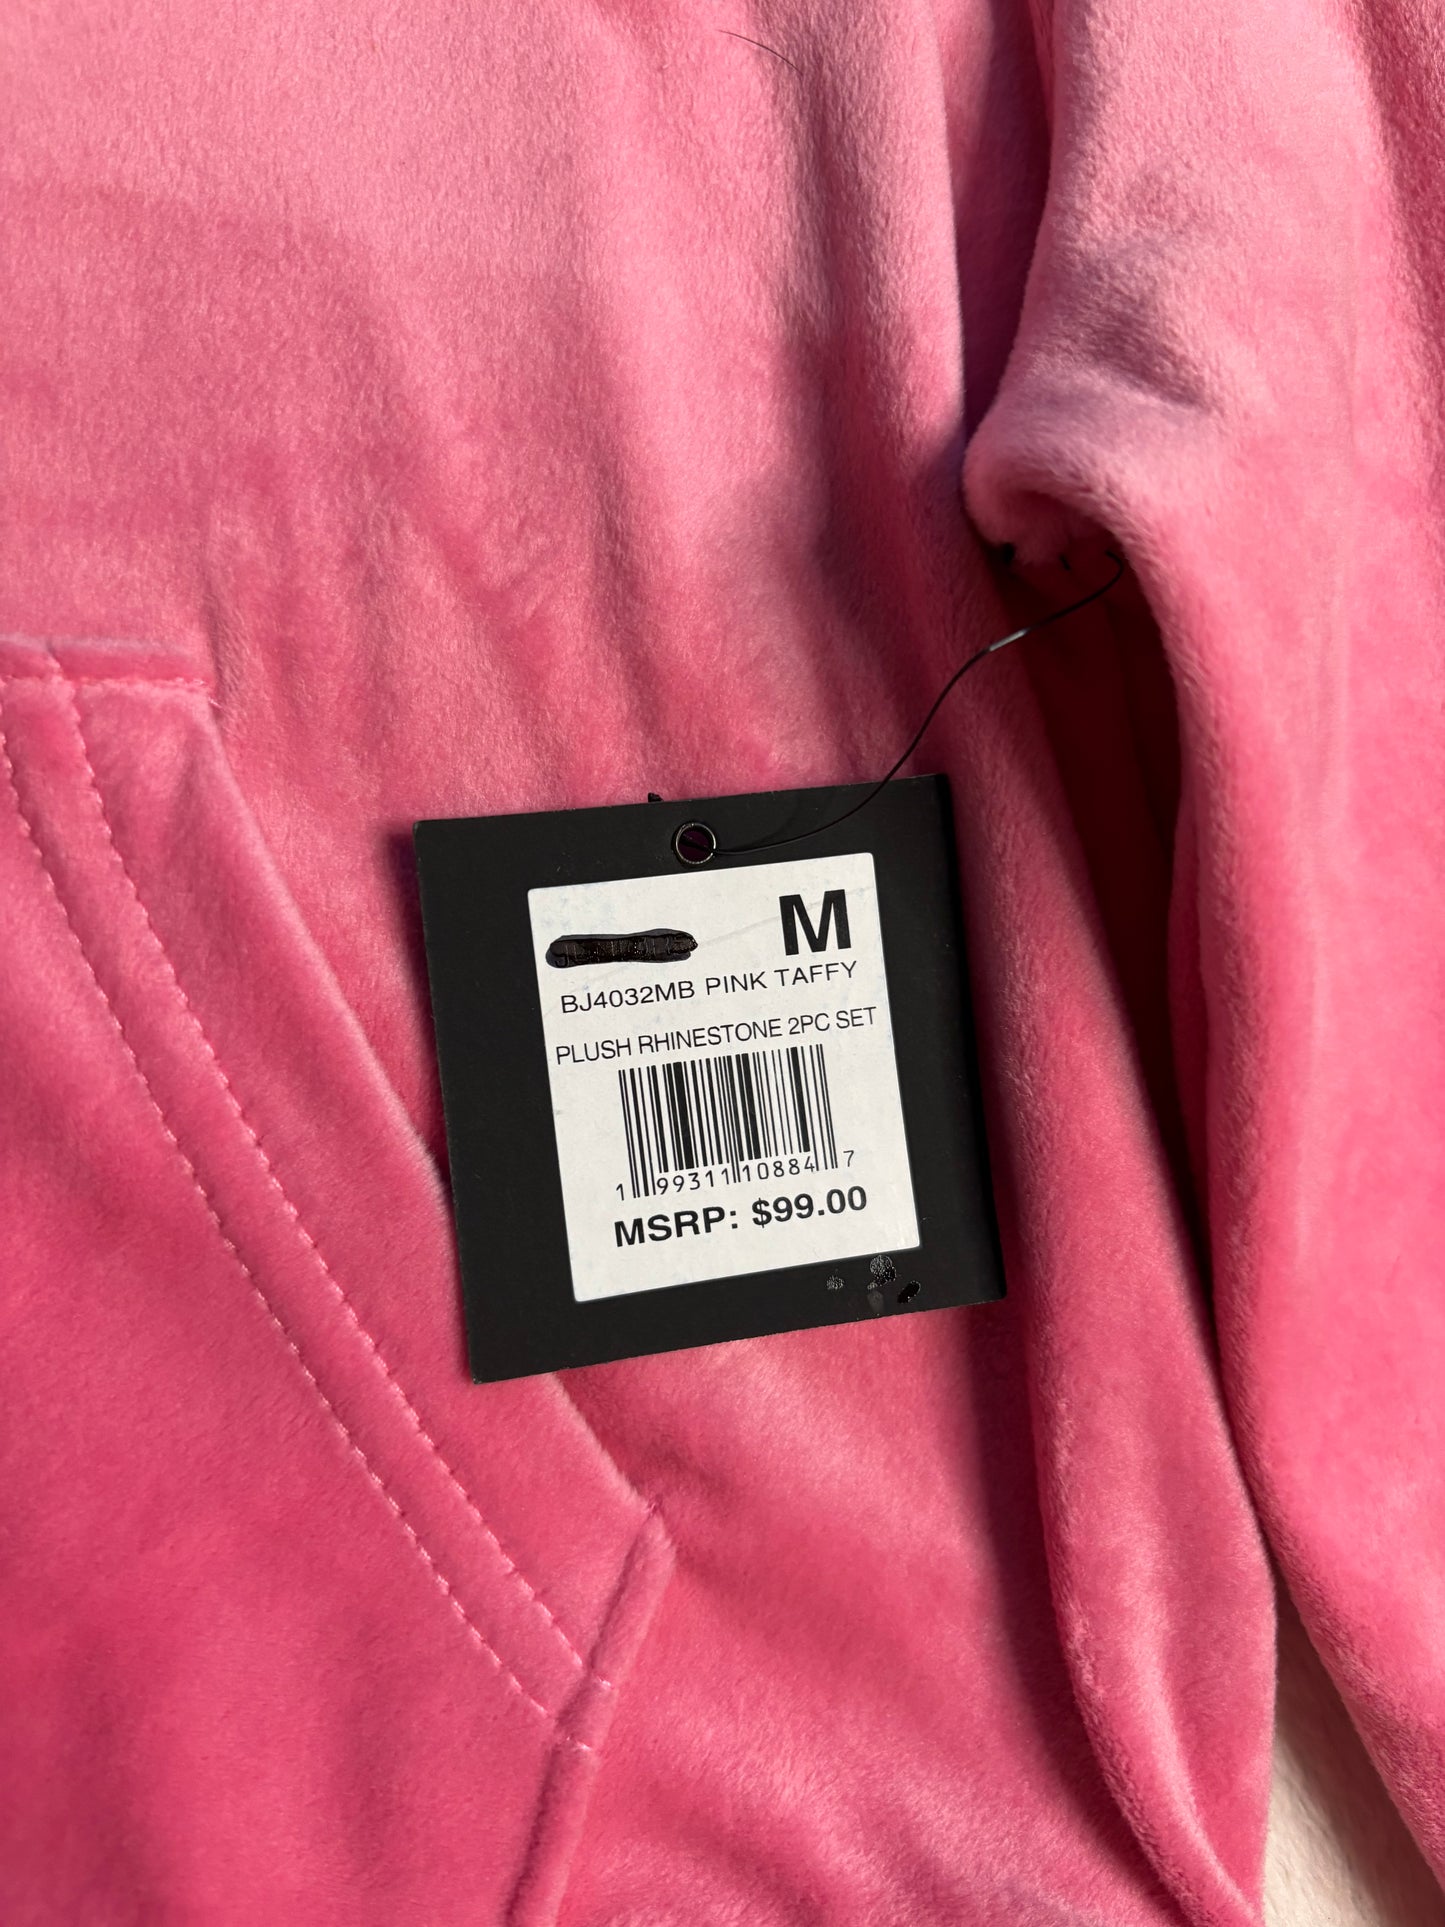 M
BJ4032MB PINK TAFFY
PLUSH RHINESTONE 2PC SET
1 99311 10884 7
MSRP: $99.00